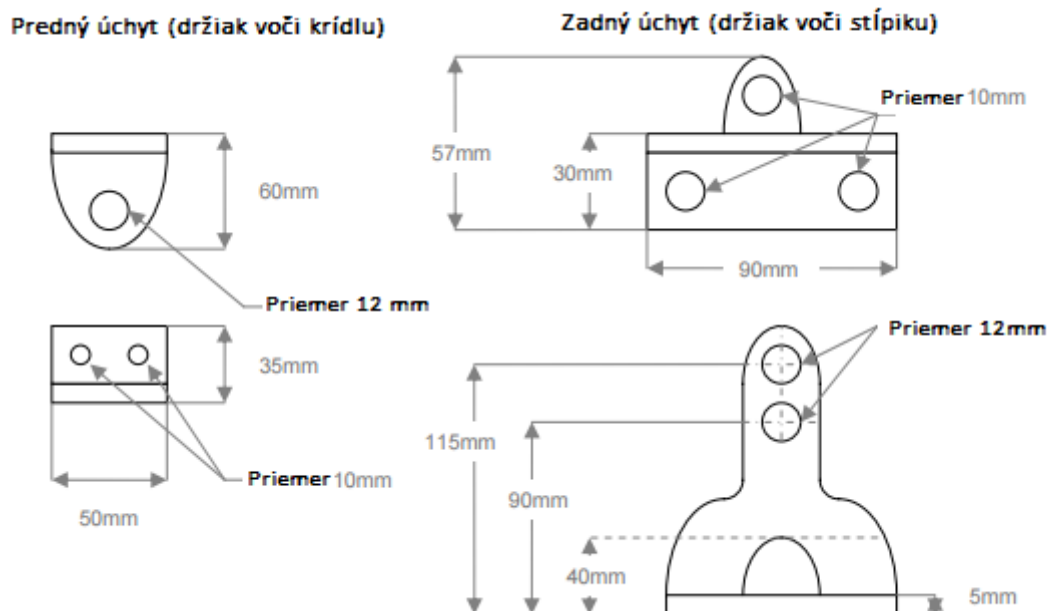 Predný úchyt (držiak voči krídlu)
Zadný úchyt (držiak voči stĺpiku)
Priemer 10mm
57mm
30mm
60mm
90mm
Priemer 12 mm
Priemer 12mm
35mm
115mm
Priemer 10mm
90mm
50mm
40mm
5mm